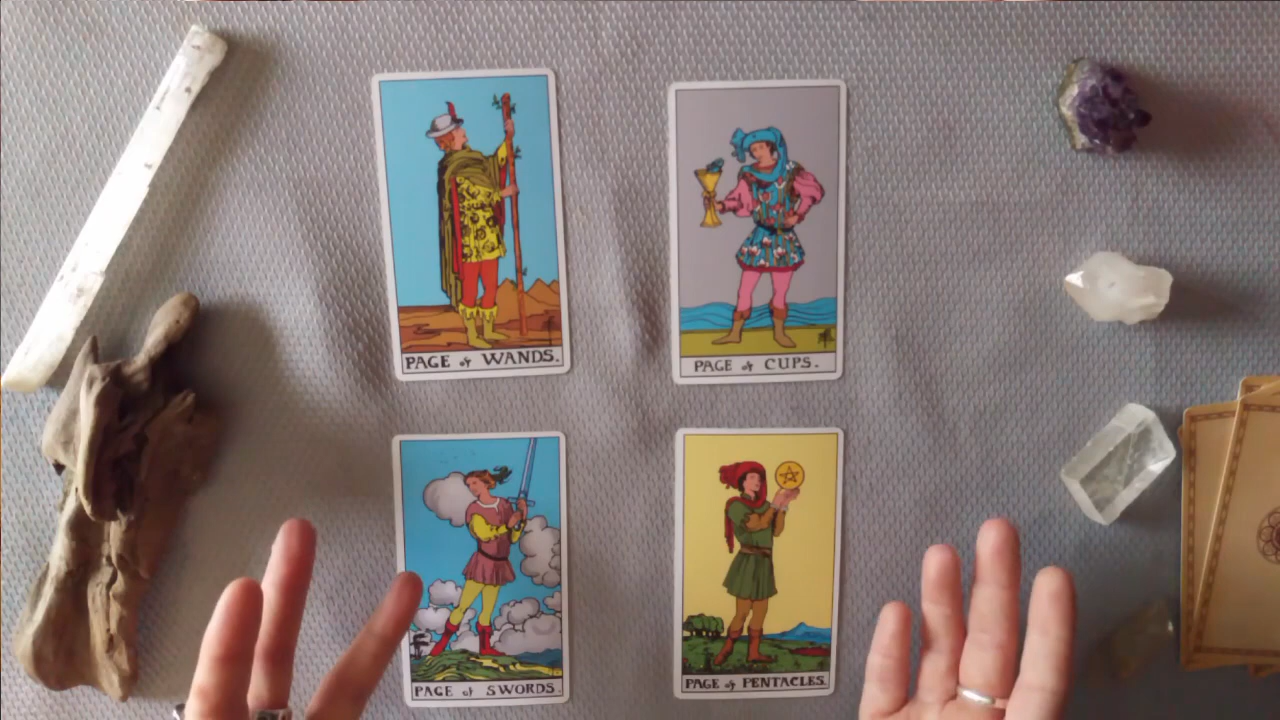 PAGE of WANDS.
PAGE of CUPS.
PAGE of SWORDS.
PAGE of PENTACLES.